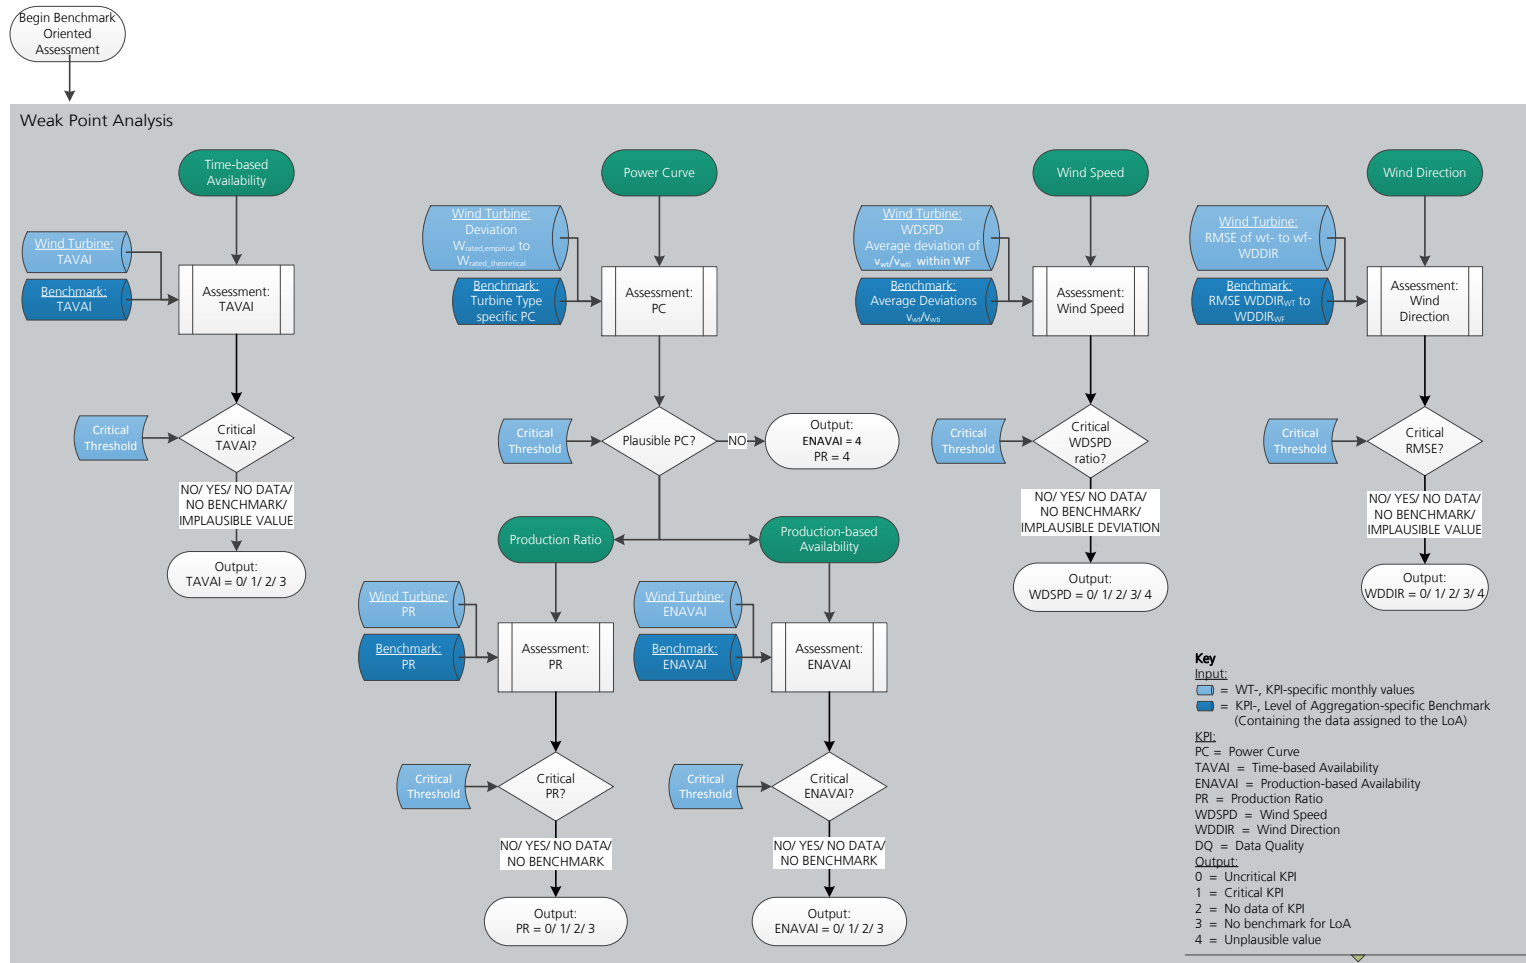 Begin Benchmark
Oriented
Assessment
Weak Point Analysis
Time-based
Availability
Wind Turbine:
TAVAI
Benchmark:
TAVAI
Assessment:
TAVAI
Critical
Threshold
Critical
TAVAI?
NO/ YES/ NO DATA/
NO BENCHMARK/
IMPLAUSIBLE VALUE
Output:
TAVAI = 0/ 1/ 2/ 3
Power Curve
Wind Turbine:
Deviation
Wrated,empirical to
Wrated_theoretical
Benchmark:
Turbine Type
specific PC
Assessment:
PC
Critical
Threshold
Plausible PC?
NO
Output:
ENAVAI = 4
PR = 4
Production Ratio
Wind Turbine:
PR
Benchmark:
PR
Assessment:
PR
Critical
Threshold
Critical
PR?
NO/ YES/ NO DATA/
NO BENCHMARK
Output:
PR = 0/ 1/ 2/ 3
Production-based
Availability
Wind Turbine:
ENAVAI
Benchmark:
ENAVAI
Assessment:
ENAVAI
Critical
Threshold
Critical
ENAVAI?
NO/ YES/ NO DATA/
NO BENCHMARK
Output:
ENAVAI = 0/ 1/ 2/ 3
Wind Speed
Wind Turbine:
WDSPD
Average deviation of
vwt/vwti within WF
Benchmark:
Average Deviations
vwt/vwti
Assessment:
Wind Speed
Critical
Threshold
Critical
WDSPD
ratio?
NO/ YES/ NO DATA/
NO BENCHMARK/
IMPLAUSIBLE DEVIATION
Output:
WDSPD = 0/ 1/ 2/ 3/ 4
Wind Direction
Wind Turbine:
RMSE of wt- to wf-
WDDIR
Benchmark:
RMSE WDDIRWT to
WDDIRWF
Assessment:
Wind
Direction
Critical
Threshold
Critical
RMSE?
NO/ YES/ NO DATA/
NO BENCHMARK/
IMPLAUSIBLE VALUE
Output:
WDDIR = 0/ 1/ 2/ 3/ 4
Key
Input:
= WT-, KPI-specific monthly values
= KPI-, Level of Aggregation-specific Benchmark
(Containing the data assigned to the LoA)
KPI:
PC = Power Curve
TAVAI = Time-based Availability
ENAVAI = Production-based Availability
PR = Production Ratio
WDSPD = Wind Speed
WDDIR = Wind Direction
DQ = Data Quality
Output:
0 = Uncritical KPI
1 = Critical KPI
2 = No data of KPI
3 = No benchmark for LoA
4 = Unplausible value